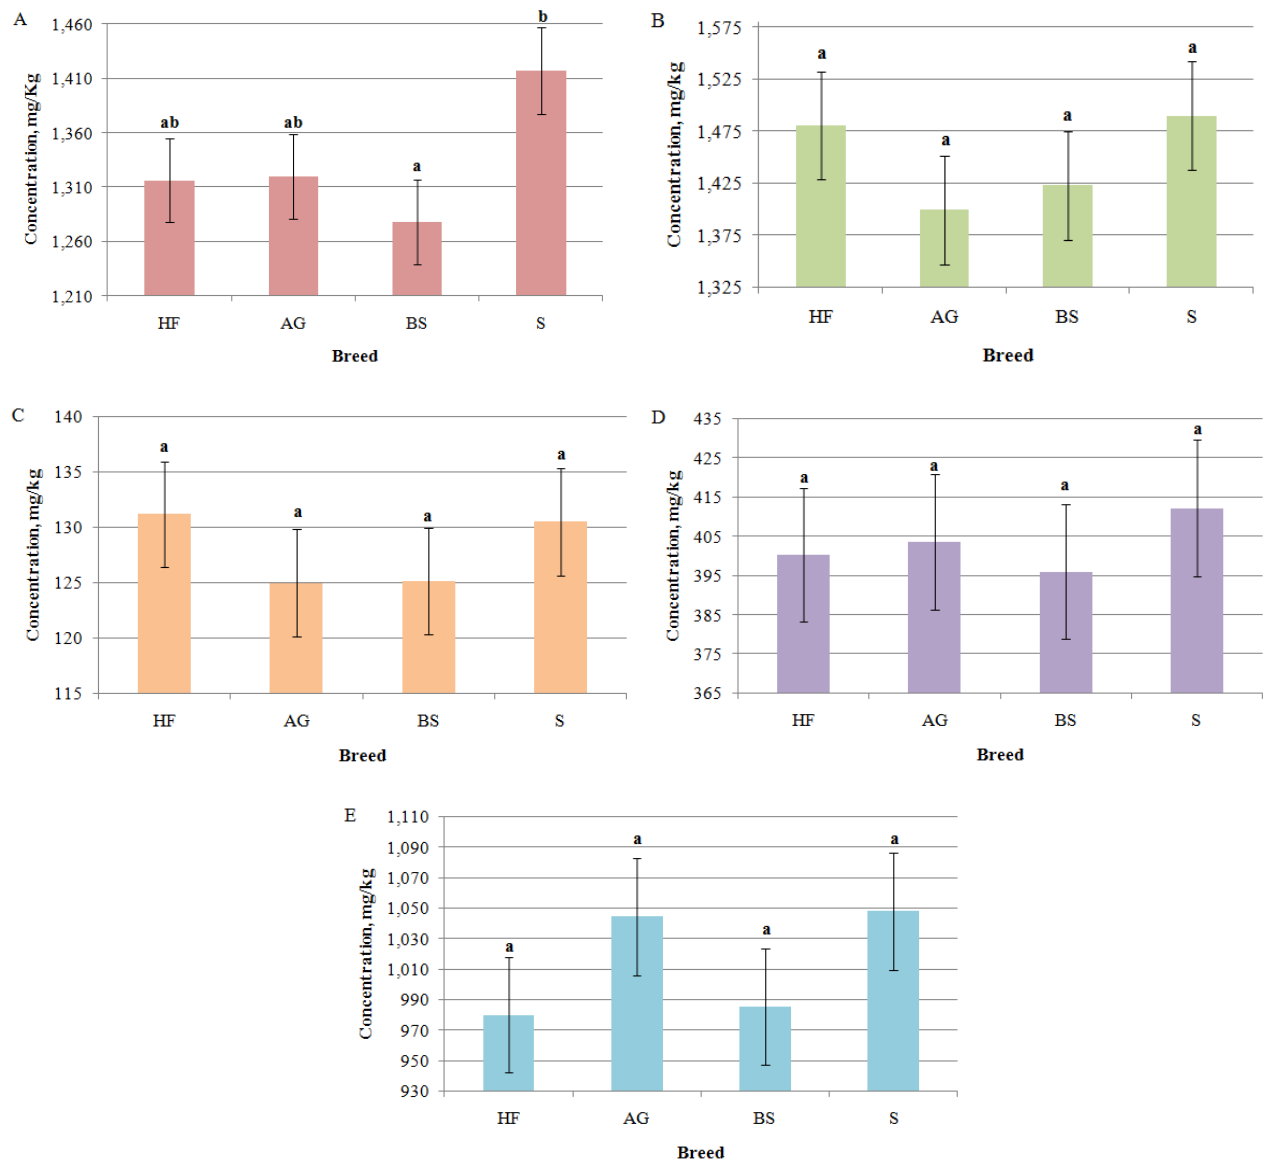 A
Concentration, mg/Kg
1,460
1,410
1,360
1,310
1,260
1,210
ab
ab
a
b
HF AG BS S
Breed
B
Concentration, mg/kg
1,575
1,525
1,475
1,425
1,375
1,325
a
a
a
a
HF AG BS S
Breed
C
Concentration, mg/kg
140
135
130
125
120
115
a
a
a
a
HF AG BS S
Breed
D
Concentration, mg/kg
435
425
415
405
395
385
375
365
a
a
a
a
HF AG BS S
Breed
E
Concentration, mg/kg
1,110
1,090
1,070
1,050
1,030
1,010
990
970
950
930
a
a
a
a
HF AG BS S
Breed